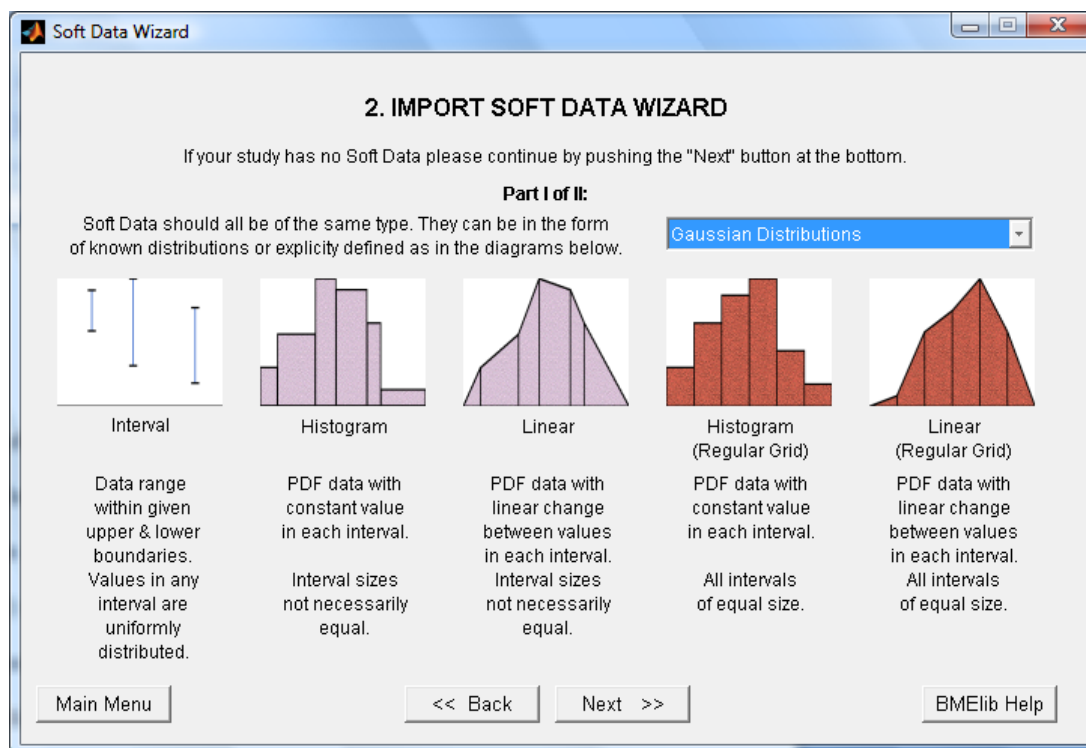 Soft Data Wizard
2. IMPORT SOFT DATA WIZARD
If your study has no Soft Data please continue by pushing the "Next" button at the bottom.
Part I of II:
Soft Data should all be of the same type. They can be in the form
of known distributions or explicity defined as in the diagrams below.
Gaussian Distributions
Interval
Data range
within given
upper & lower
boundaries.
Values in any
interval are
uniformly
distributed.
Histogram
PDF data with
constant value
in each interval.
Interval sizes
not necessarily
equal.
Linear
PDF data with
linear change
between values
in each interval.
Interval sizes
not necessarily
equal.
Histogram
(Regular Grid)
PDF data with
constant value
in each interval.
All intervals
of equal size.
Linear
(Regular Grid)
PDF data with
linear change
between values
in each interval.
All intervals
of equal size.
Main Menu
<< Back
Next >>
BMElib Help